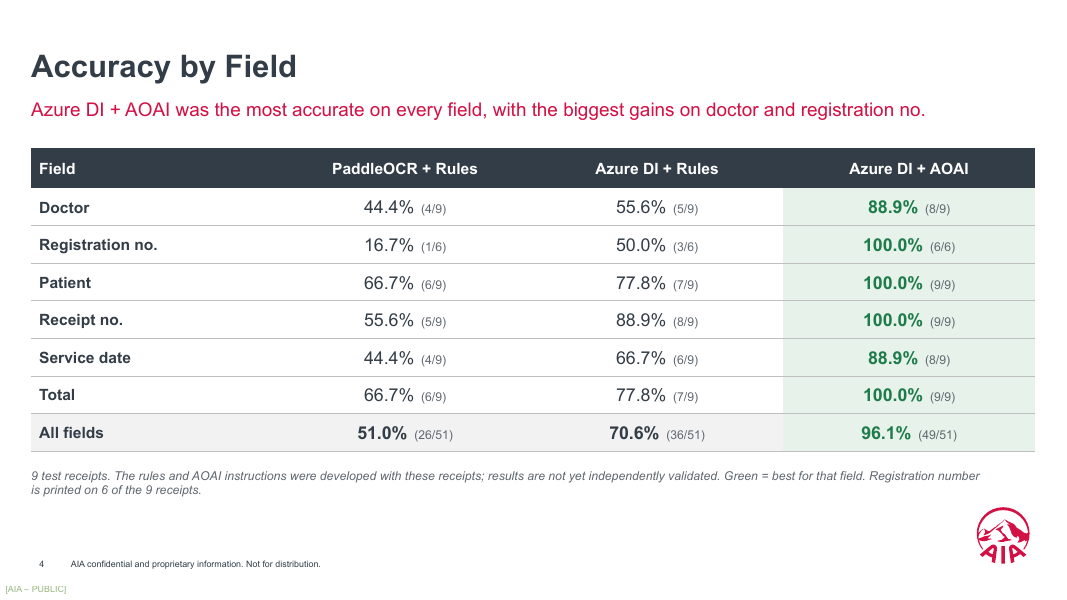 Accuracy by Field
Azure DI + AOAI was the most accurate on every field, with the biggest gains on doctor and registration no.
Field PaddleOCR + Rules Azure DI + Rules Azure DI + AOAI
Doctor 44.4% (4/9) 55.6% (5/9) 88.9% (8/9)
Registration no. 16.7% (1/6) 50.0% (3/6) 100.0% (6/6)
Patient 66.7% (6/9) 77.8% (7/9) 100.0% (9/9)
Receipt no. 55.6% (5/9) 88.9% (8/9) 100.0% (9/9)
Service date 44.4% (4/9) 66.7% (6/9) 88.9% (8/9)
Total 66.7% (6/9) 77.8% (7/9) 100.0% (9/9)
All fields 51.0% (26/51) 70.6% (36/51) 96.1% (49/51)
9 test receipts. The rules and AOAI instructions were developed with these receipts; results are not yet independently validated. Green = best for that field. Registration number
is printed on 6 of the 9 receipts.
AIA
4 AIA confidential and proprietary information. Not for distribution.
[AIA – PUBLIC]